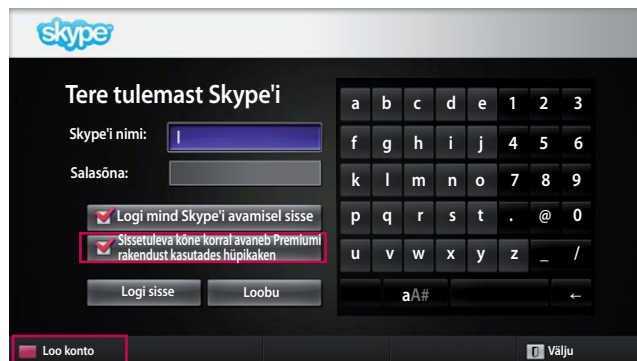 skype
Tere tulemast Skype'i
Skype'i nimi:
Salasõna:
Logi mind Skype'i avamisel sisse
Sissetuleva kõne korral avaneb Premiumi
rakendust kasutades hüpikaken
Logi sisse Loobu
a b c d e 1 2 3
f g h i j 4 5 6
k l m n o 7 8 9
p q r s t . @ 0
u v w x y z _ /
aA# ←
Loo konto
Välju